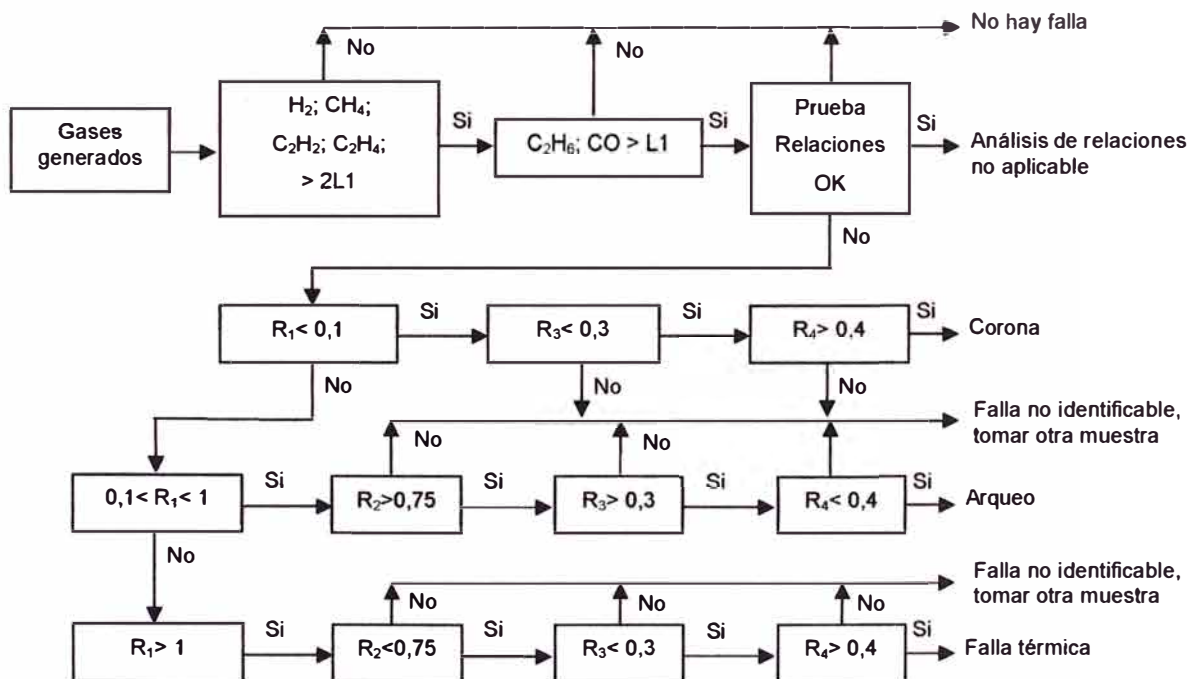 No hay falla
No
No
Gases
generados
H₂; CH₄;
C₂H₂; C₂H₄;
> 2L1
Si
C₂H₆; CO > L1
Si
Prueba
Relaciones
OK
Si
Análisis de relaciones
no aplicable
No
R₁< 0,1
Si
R₃< 0,3
Si
R₄> 0,4
Si
Corona
No
No
No
Falla no identificable,
tomar otra muestra
No
No
0,1< R₁< 1
Si
R₂>0,75
Si
R₃> 0,3
Si
R₄< 0,4
Si
Arqueo
No
Falla no identificable,
tomar otra muestra
No
No
No
R₁> 1
Si
R₂<0,75
Si
R₃< 0,3
Si
R₄> 0,4
Si
Falla térmica